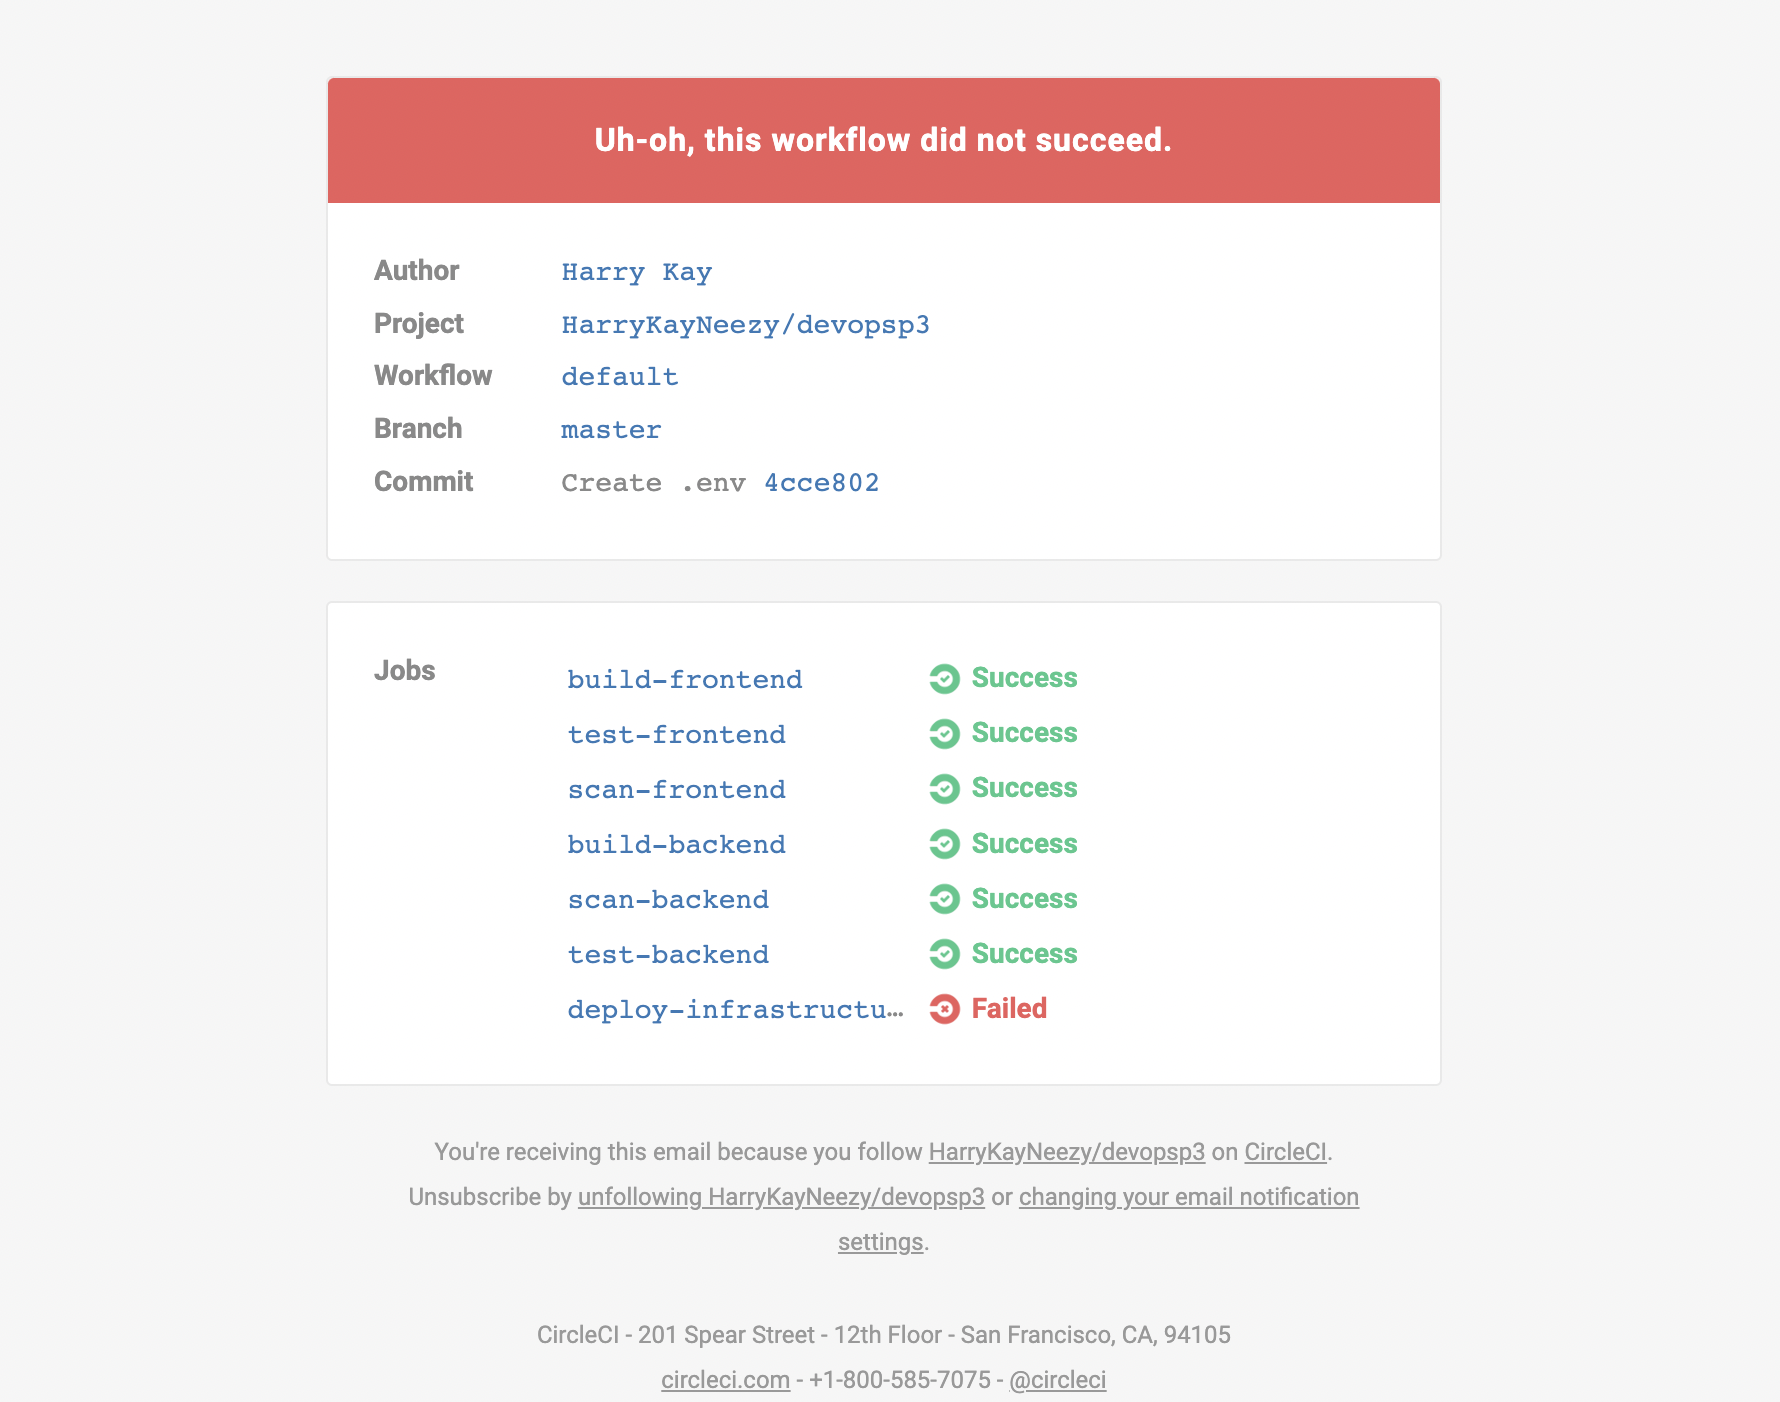 Uh-oh, this workflow did not succeed.
Author Harry Kay
Project HarryKayNeezy/devopsp3
Workflow default
Branch master
Commit Create .env 4cce802
Jobs build-frontend Success
test-frontend Success
scan-frontend Success
build-backend Success
scan-backend Success
test-backend Success
deploy-infrastructu... Failed
You're receiving this email because you follow HarryKayNeezy/devopsp3 on CircleCI.
Unsubscribe by unfollowing HarryKayNeezy/devopsp3 or changing your email notification
settings.
CircleCI - 201 Spear Street - 12th Floor - San Francisco, CA, 94105
circleci.com - +1-800-585-7075 - @circleci